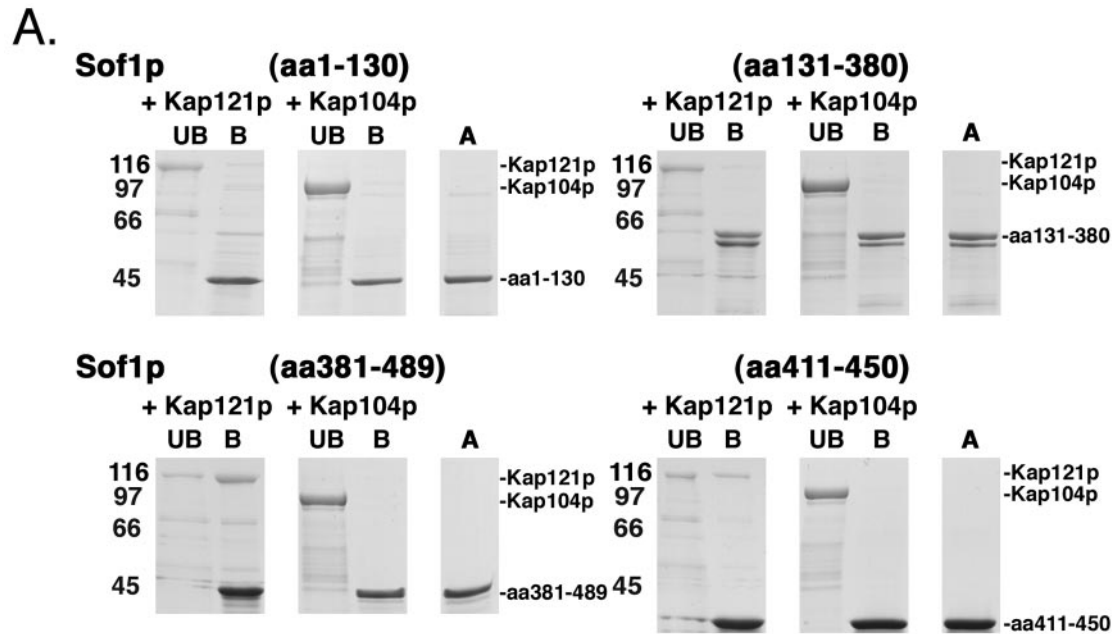 A.
Sof1p (aa1-130) (aa131-380)
+ Kap121p + Kap104p + Kap121p + Kap104p
UB B UB B A UB B UB B A
116 -Kap121p 116 -Kap121p
97 -Kap104p 97 -Kap104p
66 66
-aa131-380
45 -aa1-130 45
Sof1p (aa381-489) (aa411-450)
+ Kap121p + Kap104p + Kap121p + Kap104p
UB B UB B A UB B UB B A
116 -Kap121p 116 -Kap121p
97 -Kap104p 97 -Kap104p
66 66
45 -aa381-489 45
-aa411-450